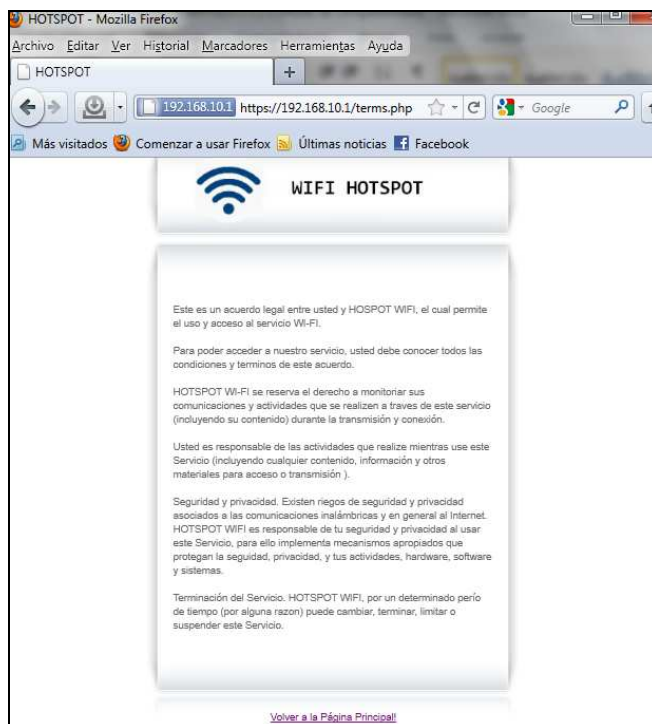 HOTSPOT - Mozilla Firefox
Archivo Editar Ver Historial Marcadores Herramientas Ayuda
HOTSPOT
192.168.10.1 https://192.168.10.1/terms.php Google
Más visitados Comenzar a usar Firefox Últimas noticias Facebook
WIFI HOTSPOT
Este es un acuerdo legal entre usted y HOSPOT WIFI, el cual permite
el uso y acceso al servicio WI-FI.
Para poder acceder a nuestro servicio, usted debe conocer todos las
condiciones y terminos de este acuerdo.
HOTSPOT WI-FI se reserva el derecho a monitoriar sus
comunicaciones y actividades que se realizen a traves de este servicio
(incluyendo su contenido) durante la transmisión y conexión.
Usted es responsable de las actividades que realize mientras use este
Servicio (incluyendo cualquier contenido, información y otros
materiales para acceso o transmisión ).
Seguridad y privacidad. Existen riegos de seguridad y privacidad
asociados a las comunicaciones inalámbricas y en general al Internet.
HOTSPOT WIFI es responsable de tu seguridad y privacidad al usar
este Servicio, para ello implementa mecanismos apropiados que
protegan la seguidad, privacidad, y tus actividades, hardware, software
y sistemas.
Terminación del Servicio. HOTSPOT WIFI, por un determinado perío
de tiempo (por alguna razon) puede cambiar, terminar, limitar o
suspender este Servicio.
Volver a la Página Principal!